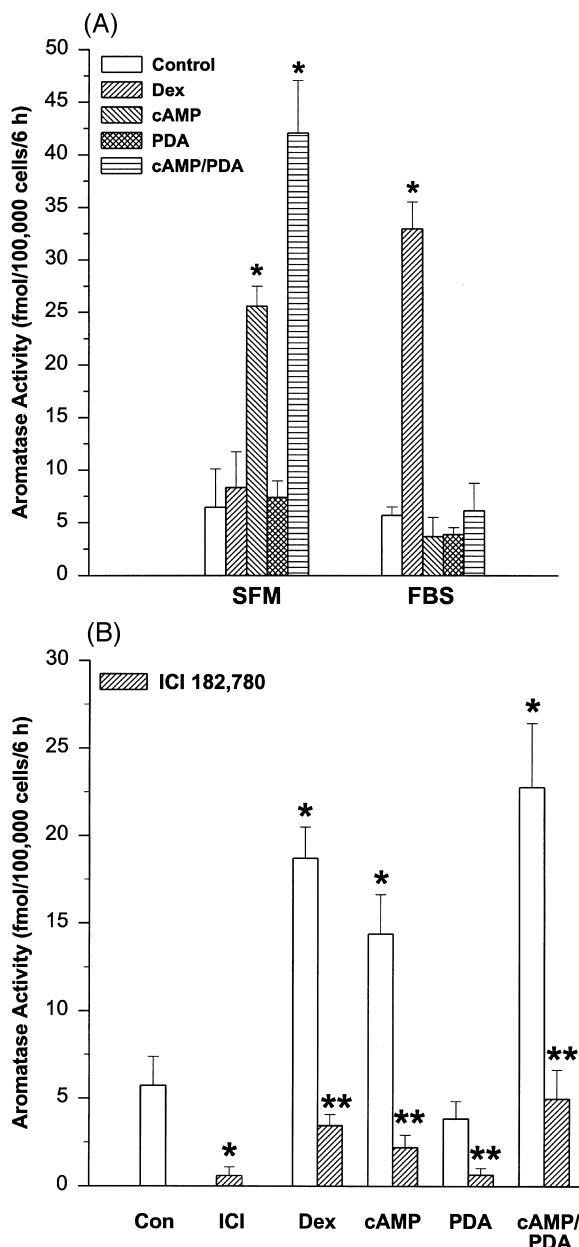 (A)
Aromatase Activity (fmol/100,000 cells/6 h)
50
45
40
35
30
25
20
15
10
5
0
Control
Dex
cAMP
PDA
cAMP/PDA
*
*
*
SFM
FBS
(B)
Aromatase Activity (fmol/100,000 cells/6 h)
30
25
20
15
10
5
0
ICI 182,780
*
*
**
*
**
**
*
**
Con
ICI
Dex
cAMP
PDA
cAMP/
PDA